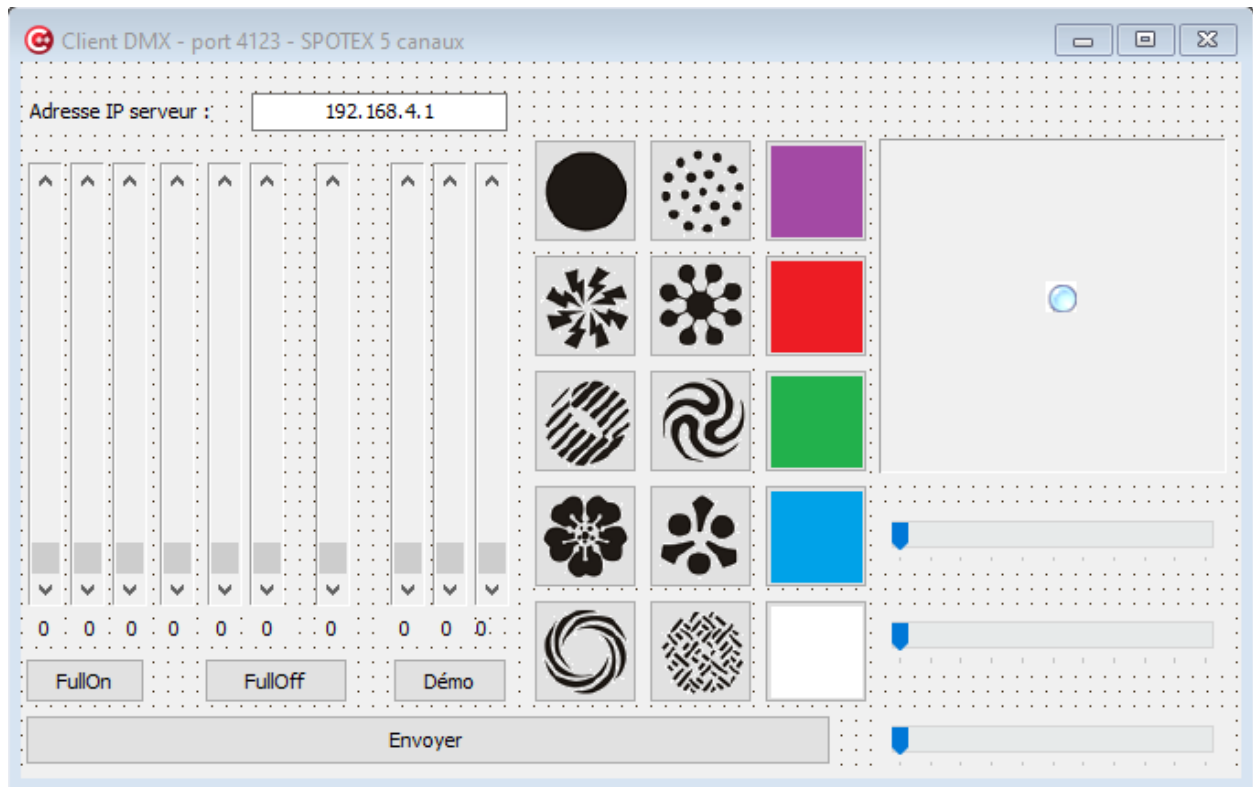 Client DMX - port 4123 - SPOTEX 5 canaux
Adresse IP serveur :
192.168.4.1
0 0 0 0 0 0 0 0 0 0
FullOn
FullOff
Démo
Envoyer